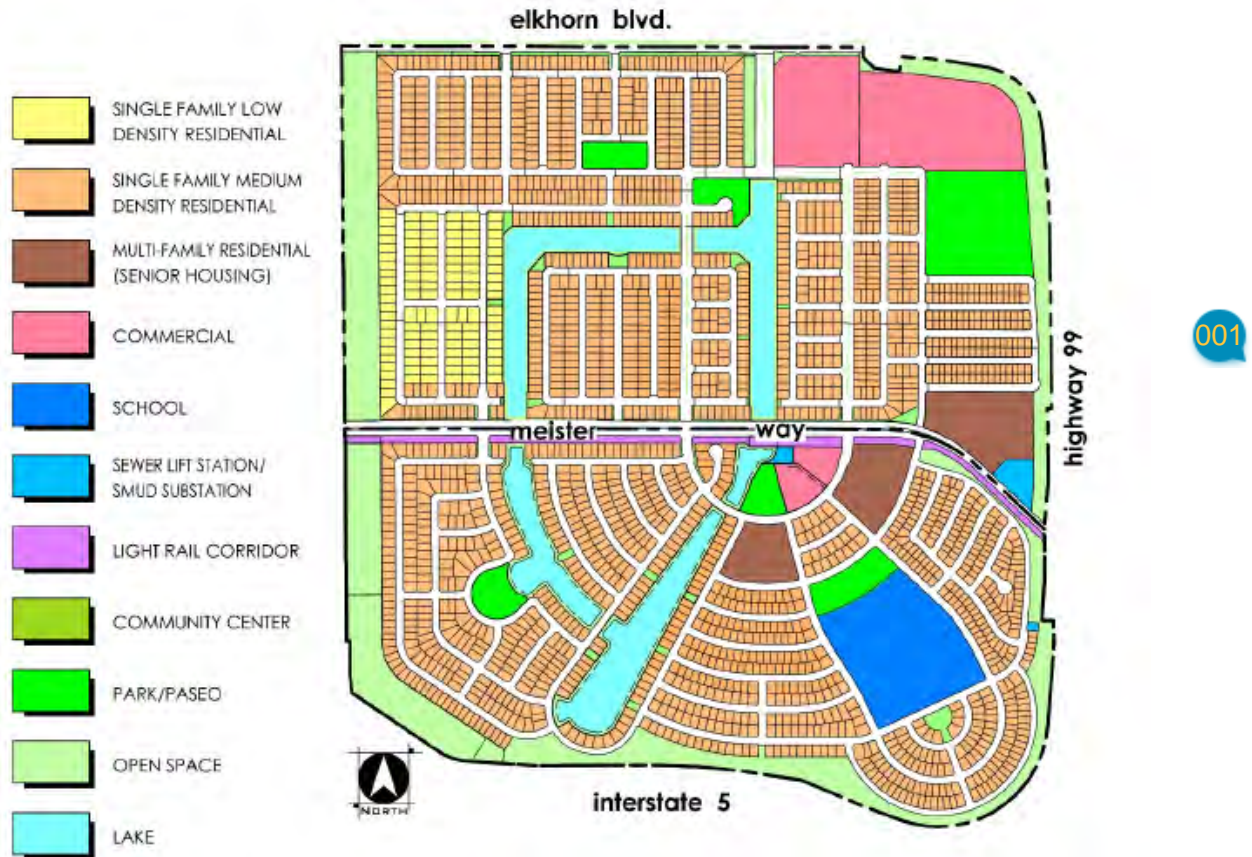 elkhorn blvd.
SINGLE FAMILY LOW
DENSITY RESIDENTIAL
SINGLE FAMILY MEDIUM
DENSITY RESIDENTIAL
MULTI-FAMILY RESIDENTIAL
(SENIOR HOUSING)
COMMERCIAL
SCHOOL
SEWER LIFT STATION/
SMUD SUBSTATION
LIGHT RAIL CORRIDOR
COMMUNITY CENTER
PARK/PASEO
OPEN SPACE
LAKE
meister way
highway 99
interstate 5
NORTH
001